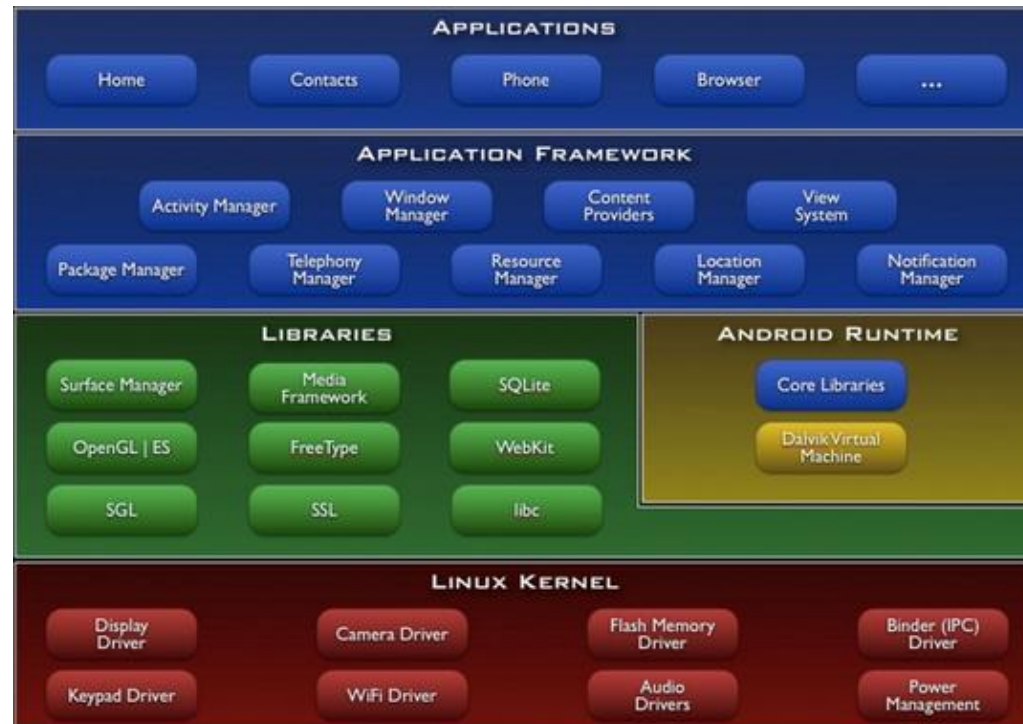 APPLICATIONS
Home
Contacts
Phone
Browser
...
APPLICATION FRAMEWORK
Activity Manager
Window
Manager
Content
Providers
View
System
Package Manager
Telephony
Manager
Resource
Manager
Location
Manager
Notification
Manager
LIBRARIES
Surface Manager
Media
Framework
SQLite
OpenGL | ES
FreeType
WebKit
SGL
SSL
libc
ANDROID RUNTIME
Core Libraries
Dalvik Virtual
Machine
LINUX KERNEL
Display
Driver
Camera Driver
Flash Memory
Driver
Binder (IPC)
Driver
Keypad Driver
WiFi Driver
Audio
Drivers
Power
Management